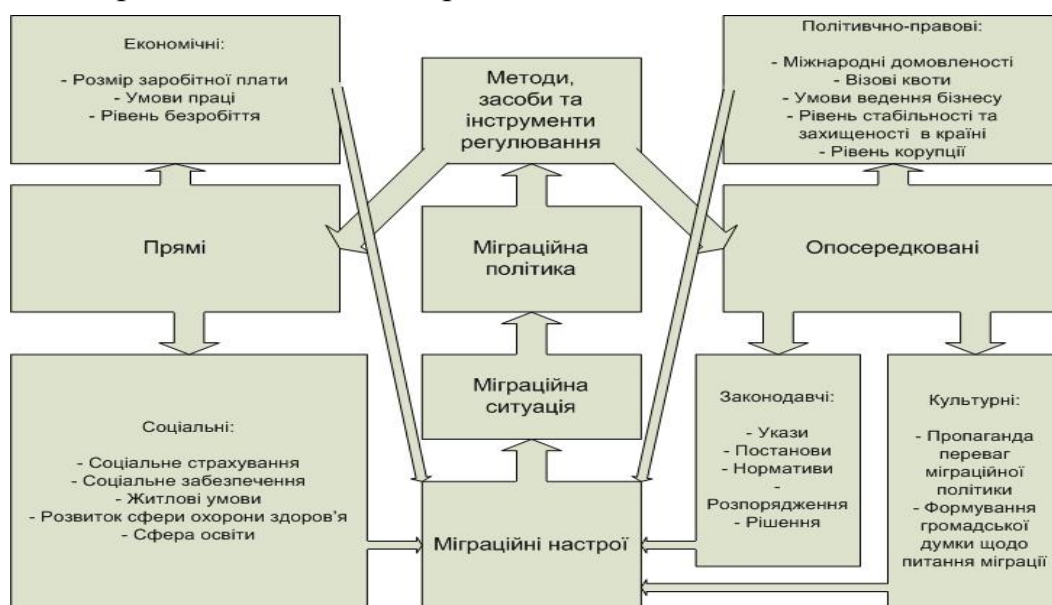 Економічні:
- Розмір заробітної плати
- Умови праці
- Рівень безробіття
Методи,
засоби та
інструменти
регулювання
Політивчно-правові:
- Міжнародні домовленості
- Візові квоти
- Умови ведення бізнесу
- Рівень стабільності та
захищеності в країні
- Рівень корупції
Прямі
Міграційна
політика
Опосередковані
Міграційна
ситуація
Соціальні:
- Соціальне страхування
- Соціальне забезпечення
- Житлові умови
- Розвиток сфери охорони здоров'я
- Сфера освіти
Міграційні настрої
Законодавчі:
- Укази
- Постанови
- Нормативи
-
Розпорядження
- Рішення
Культурні:
- Пропаганда
переваг
міграційної
політики
- Формування
громадської
думки щодо
питання міграції